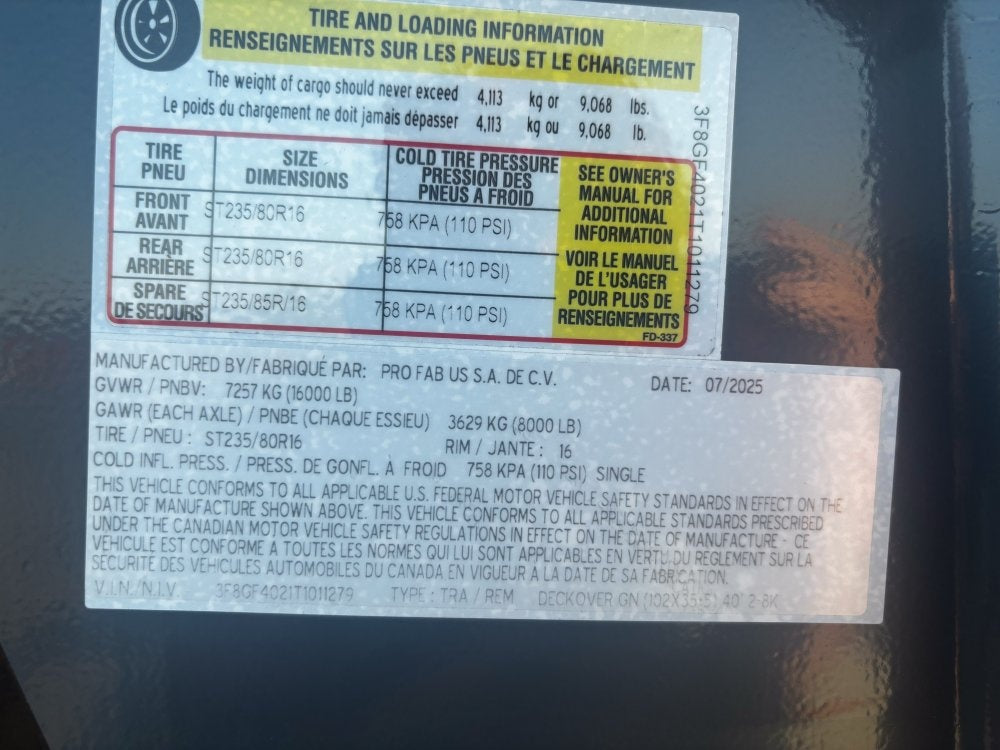 TIRE AND LOADING INFORMATION
RENSEIGNEMENTS SUR LES PNEUS ET LE CHARGEMENT
The weight of cargo should never exceed 4,113 kg or 9,068 lbs.
Le poids du chargement ne doit jamais dépasser 4,113 kg ou 9,068 lb.
TIRE PNEU SIZE DIMENSIONS COLD TIRE PRESSURE PRESSION DES PNEUS A FROID
FRONT AVANT ST235/80R16 758 KPA (110 PSI)
REAR ARRIÈRE ST235/80R16 758 KPA (110 PSI)
SPARE DE SECOURS ST235/85R/16 758 KPA (110 PSI)
SEE OWNER'S
MANUAL FOR
ADDITIONAL
INFORMATION
VOIR LE MANUEL
DE L'USAGER
POUR PLUS DE
RENSEIGNEMENTS
FD-337
3F8GF4021T1011279
MANUFACTURED BY/FABRIQUÉ PAR: PRO FAB US S.A. DE C.V. DATE: 07/2025
GVWR / PNBV: 7257 KG (16000 LB)
GAWR (EACH AXLE) / PNBE (CHAQUE ESSIEU) 3629 KG (8000 LB)
TIRE / PNEU : ST235/80R16 RIM / JANTE : 16
COLD INFL. PRESS. / PRESS. DE GONFL. À FROID 758 KPA (110 PSI) SINGLE
THIS VEHICLE CONFORMS TO ALL APPLICABLE U.S. FEDERAL MOTOR VEHICLE SAFETY STANDARDS IN EFFECT ON THE
DATE OF MANUFACTURE SHOWN ABOVE. THIS VEHICLE CONFORMS TO ALL APPLICABLE STANDARDS PRESCRIBED
UNDER THE CANADIAN MOTOR VEHICLE SAFETY REGULATIONS IN EFFECT ON THE DATE OF MANUFACTURE - CE
VEHICULE EST CONFORME A TOUTES LES NORMES QUI LUI SONT APPLICABLES EN VERTU DU REGLEMENT SUR LA
SECURITE DES VEHICULES AUTOMOBILES DU CANADA EN VIGUEUR A LA DATE DE SA FABRICATION.
V.I.N./N.I.V. 3F8GF4021T1011279 TYPE : TRA / REM DECKOVER GN (102X35+5) 40' 2-8K